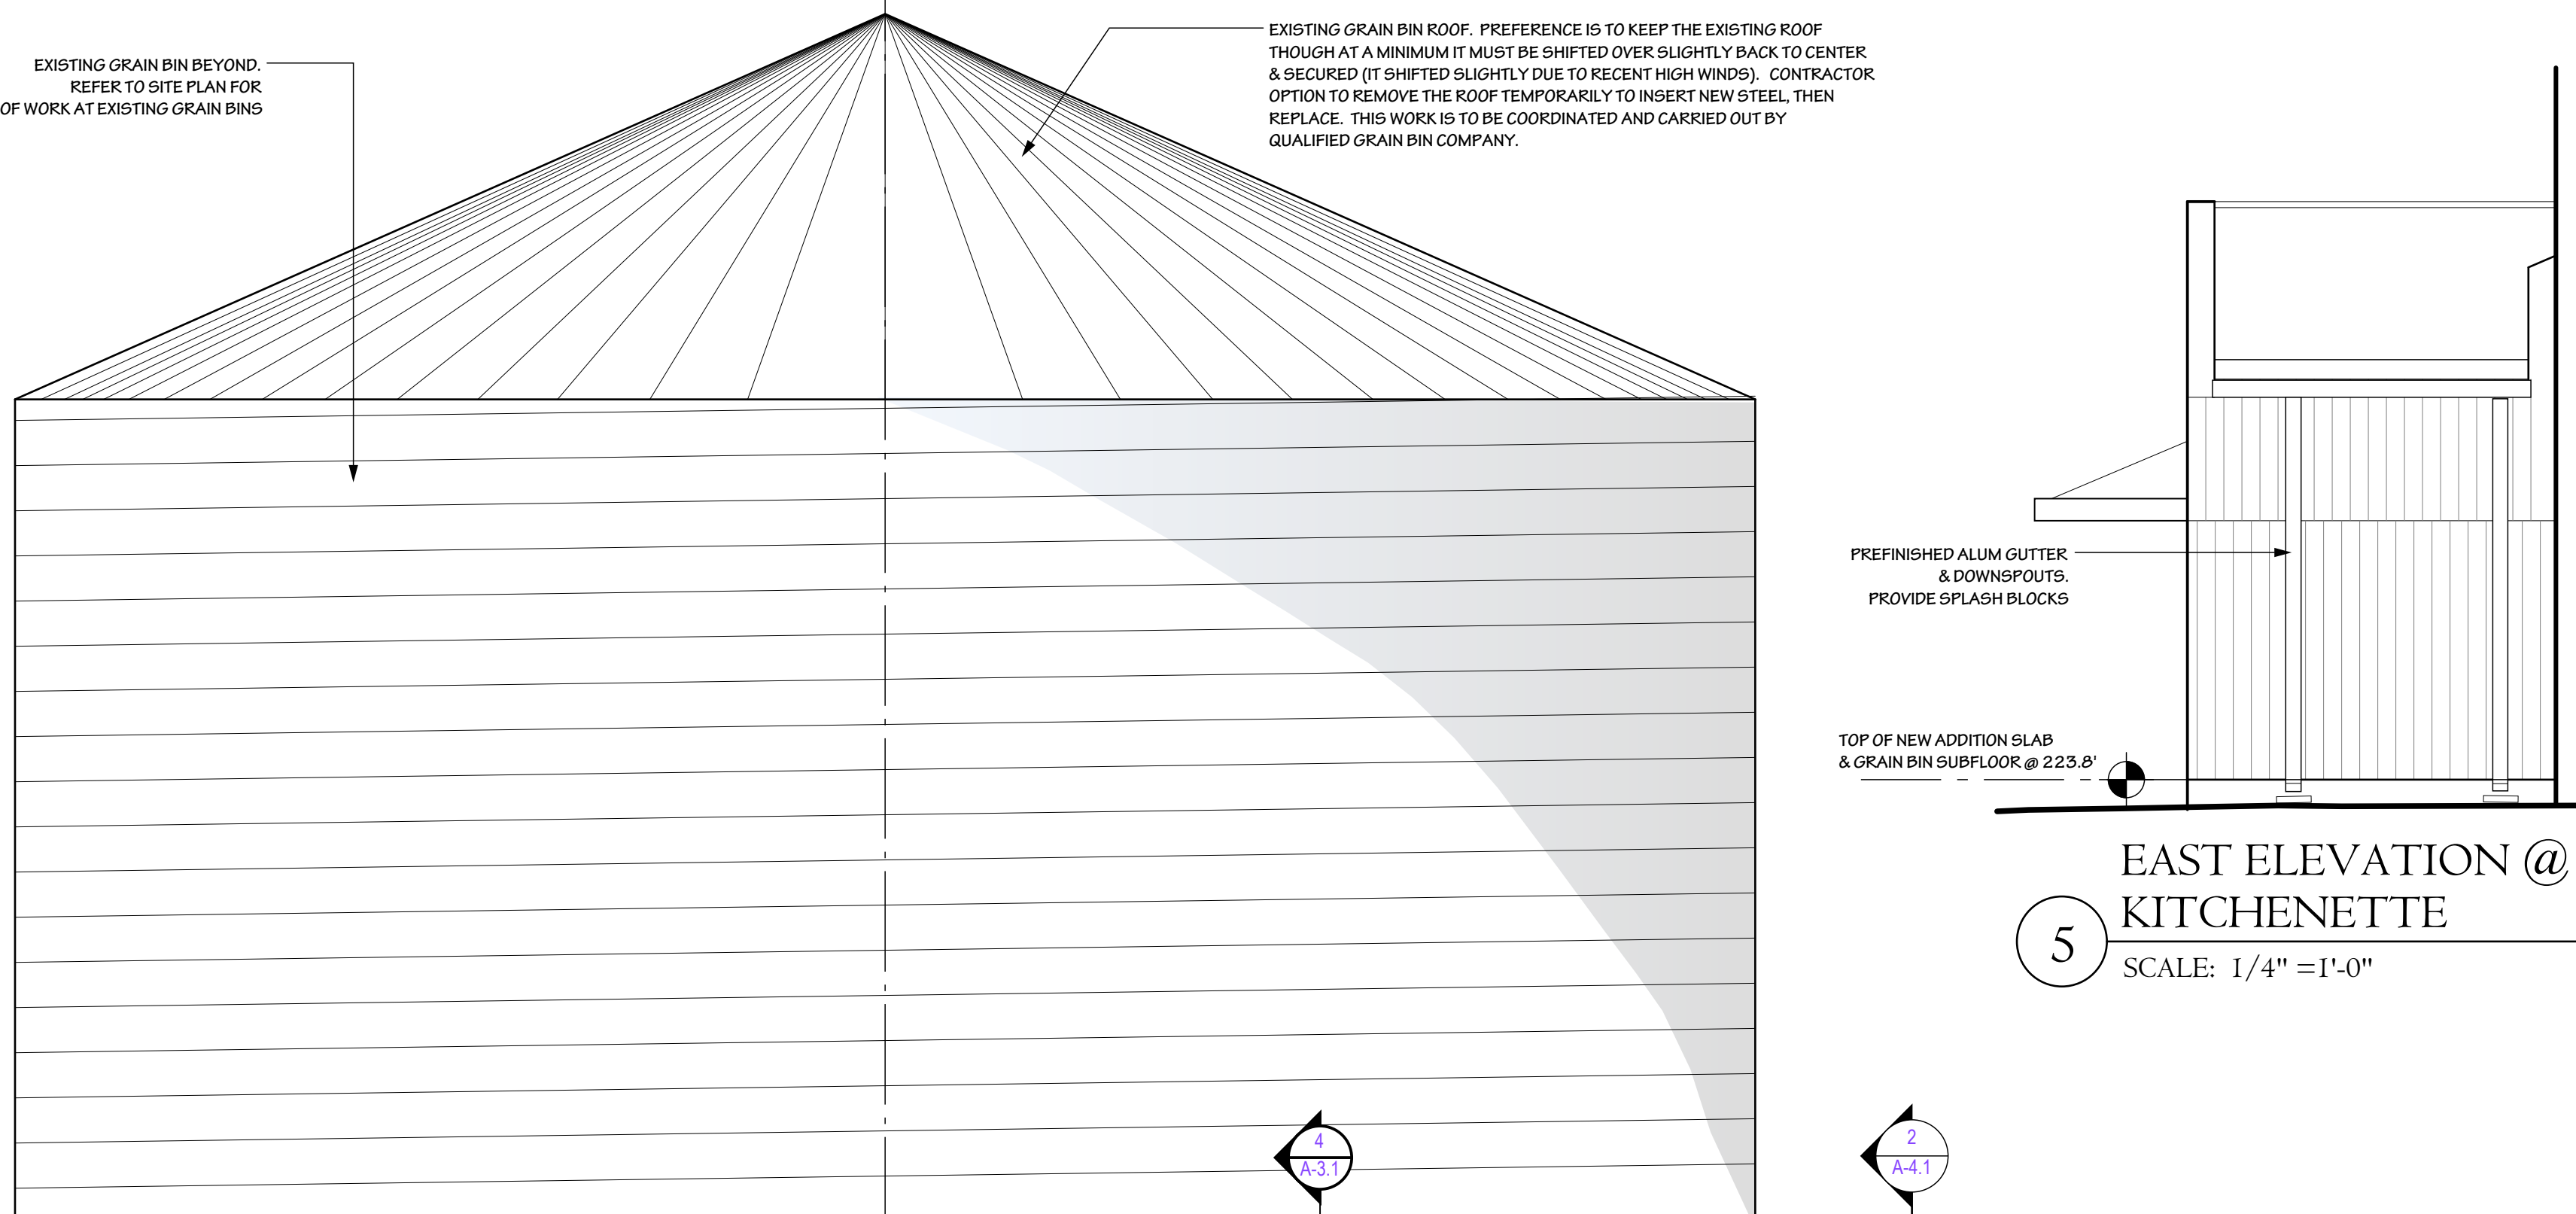 EXISTING GRAIN BIN BEYOND.
REFER TO SITE PLAN FOR
OF WORK AT EXISTING GRAIN BINS
EXISTING GRAIN BIN ROOF. PREFERENCE IS TO KEEP THE EXISTING ROOF
THOUGH AT A MINIMUM IT MUST BE SHIFTED OVER SLIGHTLY BACK TO CENTER
& SECURED (IT SHIFTED SLIGHTLY DUE TO RECENT HIGH WINDS). CONTRACTOR
OPTION TO REMOVE THE ROOF TEMPORARILY TO INSERT NEW STEEL, THEN
REPLACE. THIS WORK IS TO BE COORDINATED AND CARRIED OUT BY
QUALIFIED GRAIN BIN COMPANY.
PREFINISHED ALUM GUTTER
& DOWNSPOUTS.
PROVIDE SPLASH BLOCKS
TOP OF NEW ADDITION SLAB
& GRAIN BIN SUBFLOOR @ 223.8'
EAST ELEVATION @
KITCHENETTE
5
SCALE: 1/4" =1'-0"
4
A-3.1
2
A-4.1